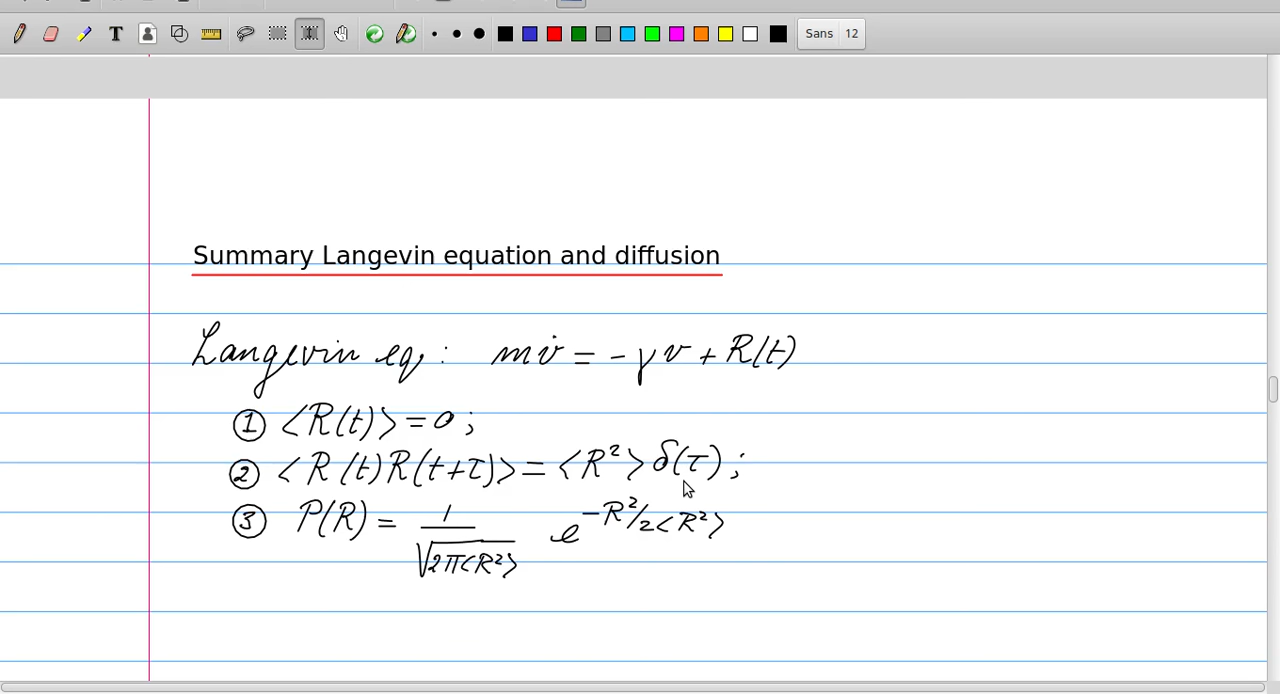 Sans 12
Summary Langevin equation and diffusion
Langevin eq.: mv̇ = -γv + R(t)
① ⟨R(t)⟩ = 0;
② ⟨R(t)R(t+τ)⟩ = ⟨R²⟩ δ(τ);
③ P(R) = 1/√(2π⟨R²⟩) e^(-R²/2⟨R²⟩)